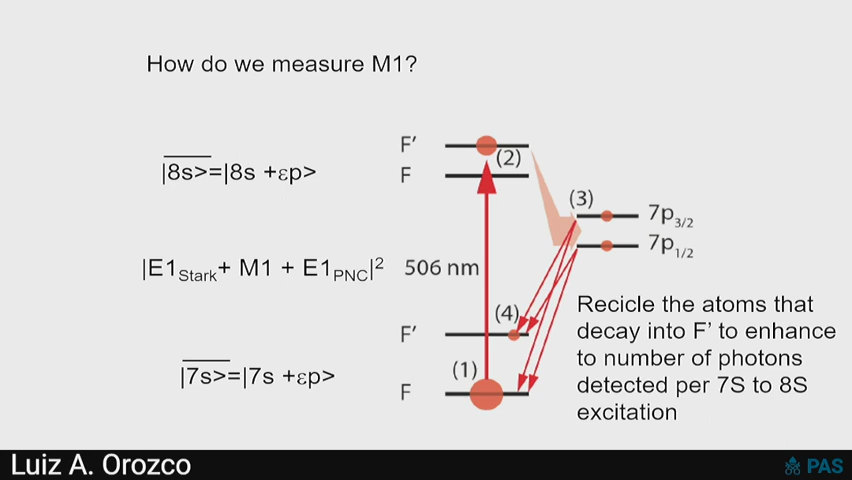 How do we measure M1?
F'
(2)
|8s>=|8s +εp>
F
(3)
7p3/2
7p1/2
|E1Stark+ M1 + E1PNC|²
506 nm
(4)
Recicle the atoms that
decay into F' to enhance
to number of photons
detected per 7S to 8S
excitation
F'
(1)
|7s>=|7s +εp>
F
Luiz A. Orozco
PAS